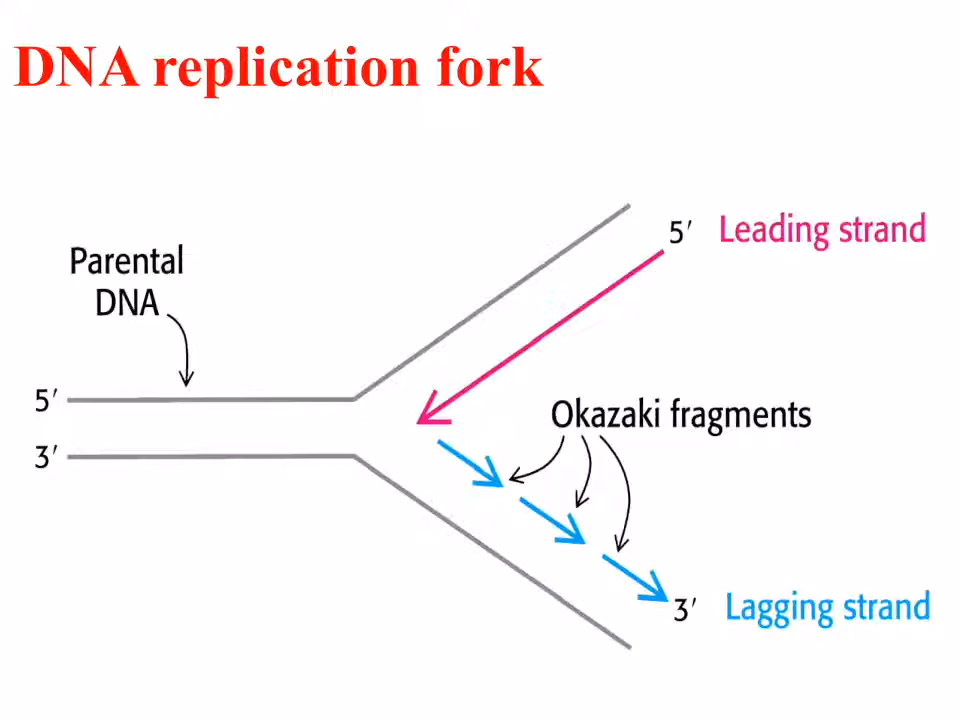 DNA replication fork
5′ Leading strand
Parental
DNA
5′
Okazaki fragments
3′
3′ Lagging strand